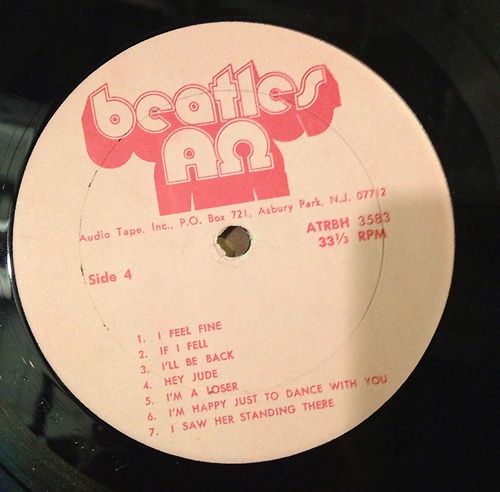 beatles
ΑΩ
Audio Tape, Inc., P.O. Box 721, Asbury Park, N.J. 07712
ATRBH 3583
33⅓ RPM
Side 4
1. I FEEL FINE
2. IF I FELL
3. I'LL BE BACK
4. HEY JUDE
5. I'M A LOSER
6. I'M HAPPY JUST TO DANCE WITH YOU
7. I SAW HER STANDING THERE